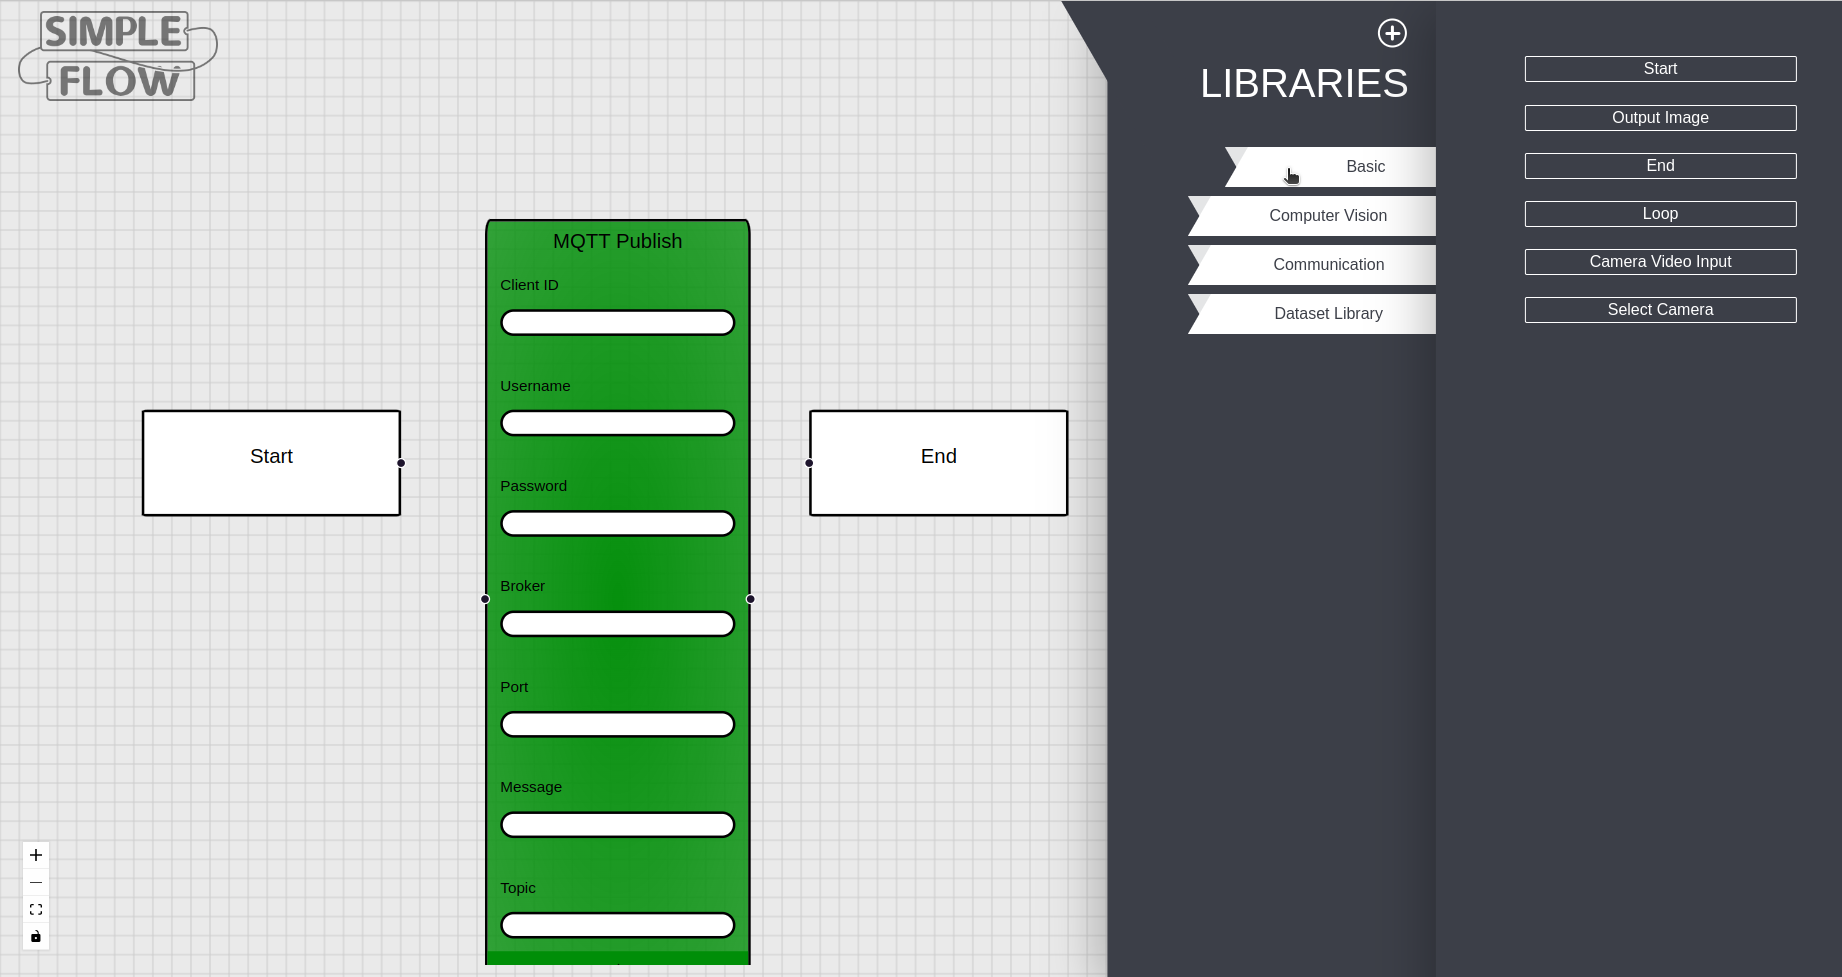 SIMPLE
FLOW
MQTT Publish
Client ID
Username
Password
Broker
Port
Message
Topic
Start
End
LIBRARIES
Basic
Computer Vision
Communication
Dataset Library
Start
Output Image
End
Loop
Camera Video Input
Select Camera